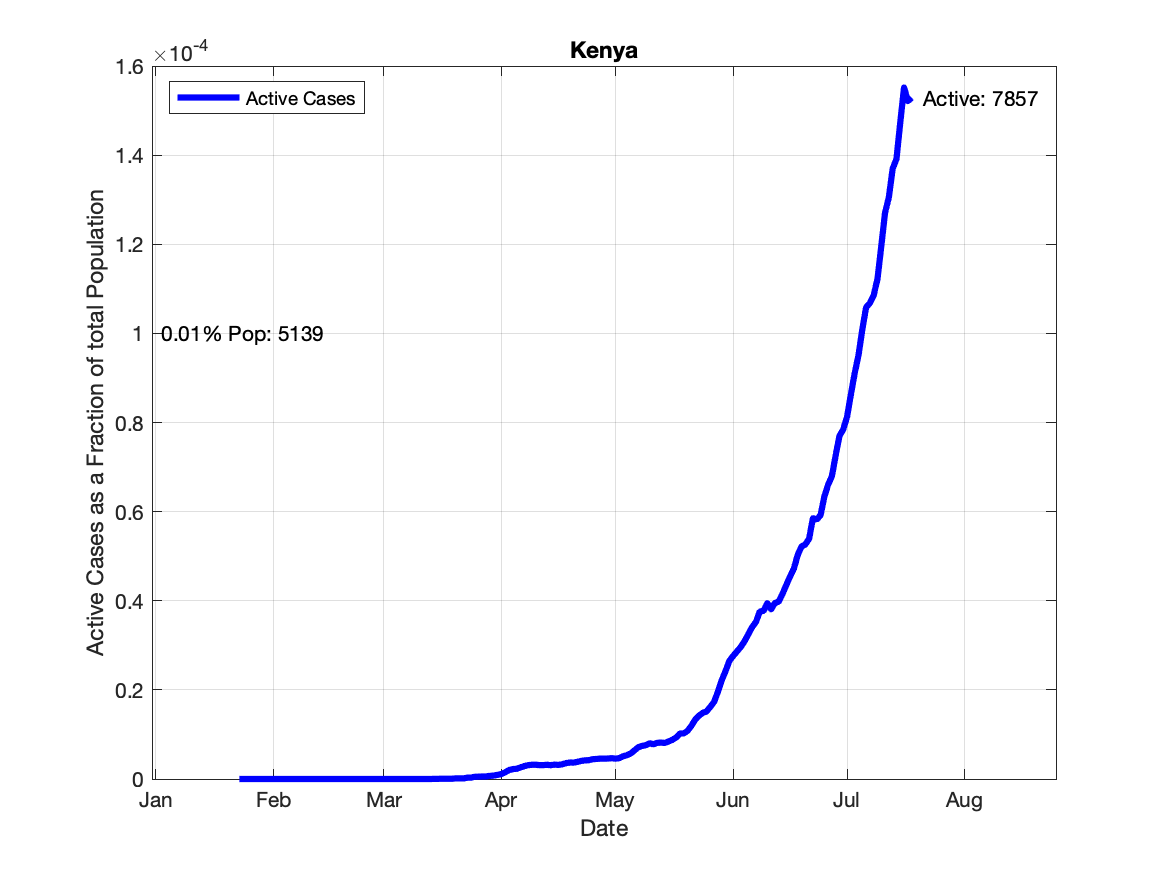 Kenya
×10-4
1.6
1.4
1.2
1
0.8
0.6
0.4
0.2
0
Active Cases
Active: 7857
0.01% Pop: 5139
Active Cases as a Fraction of total Population
Jan Feb Mar Apr May Jun Jul Aug
Date